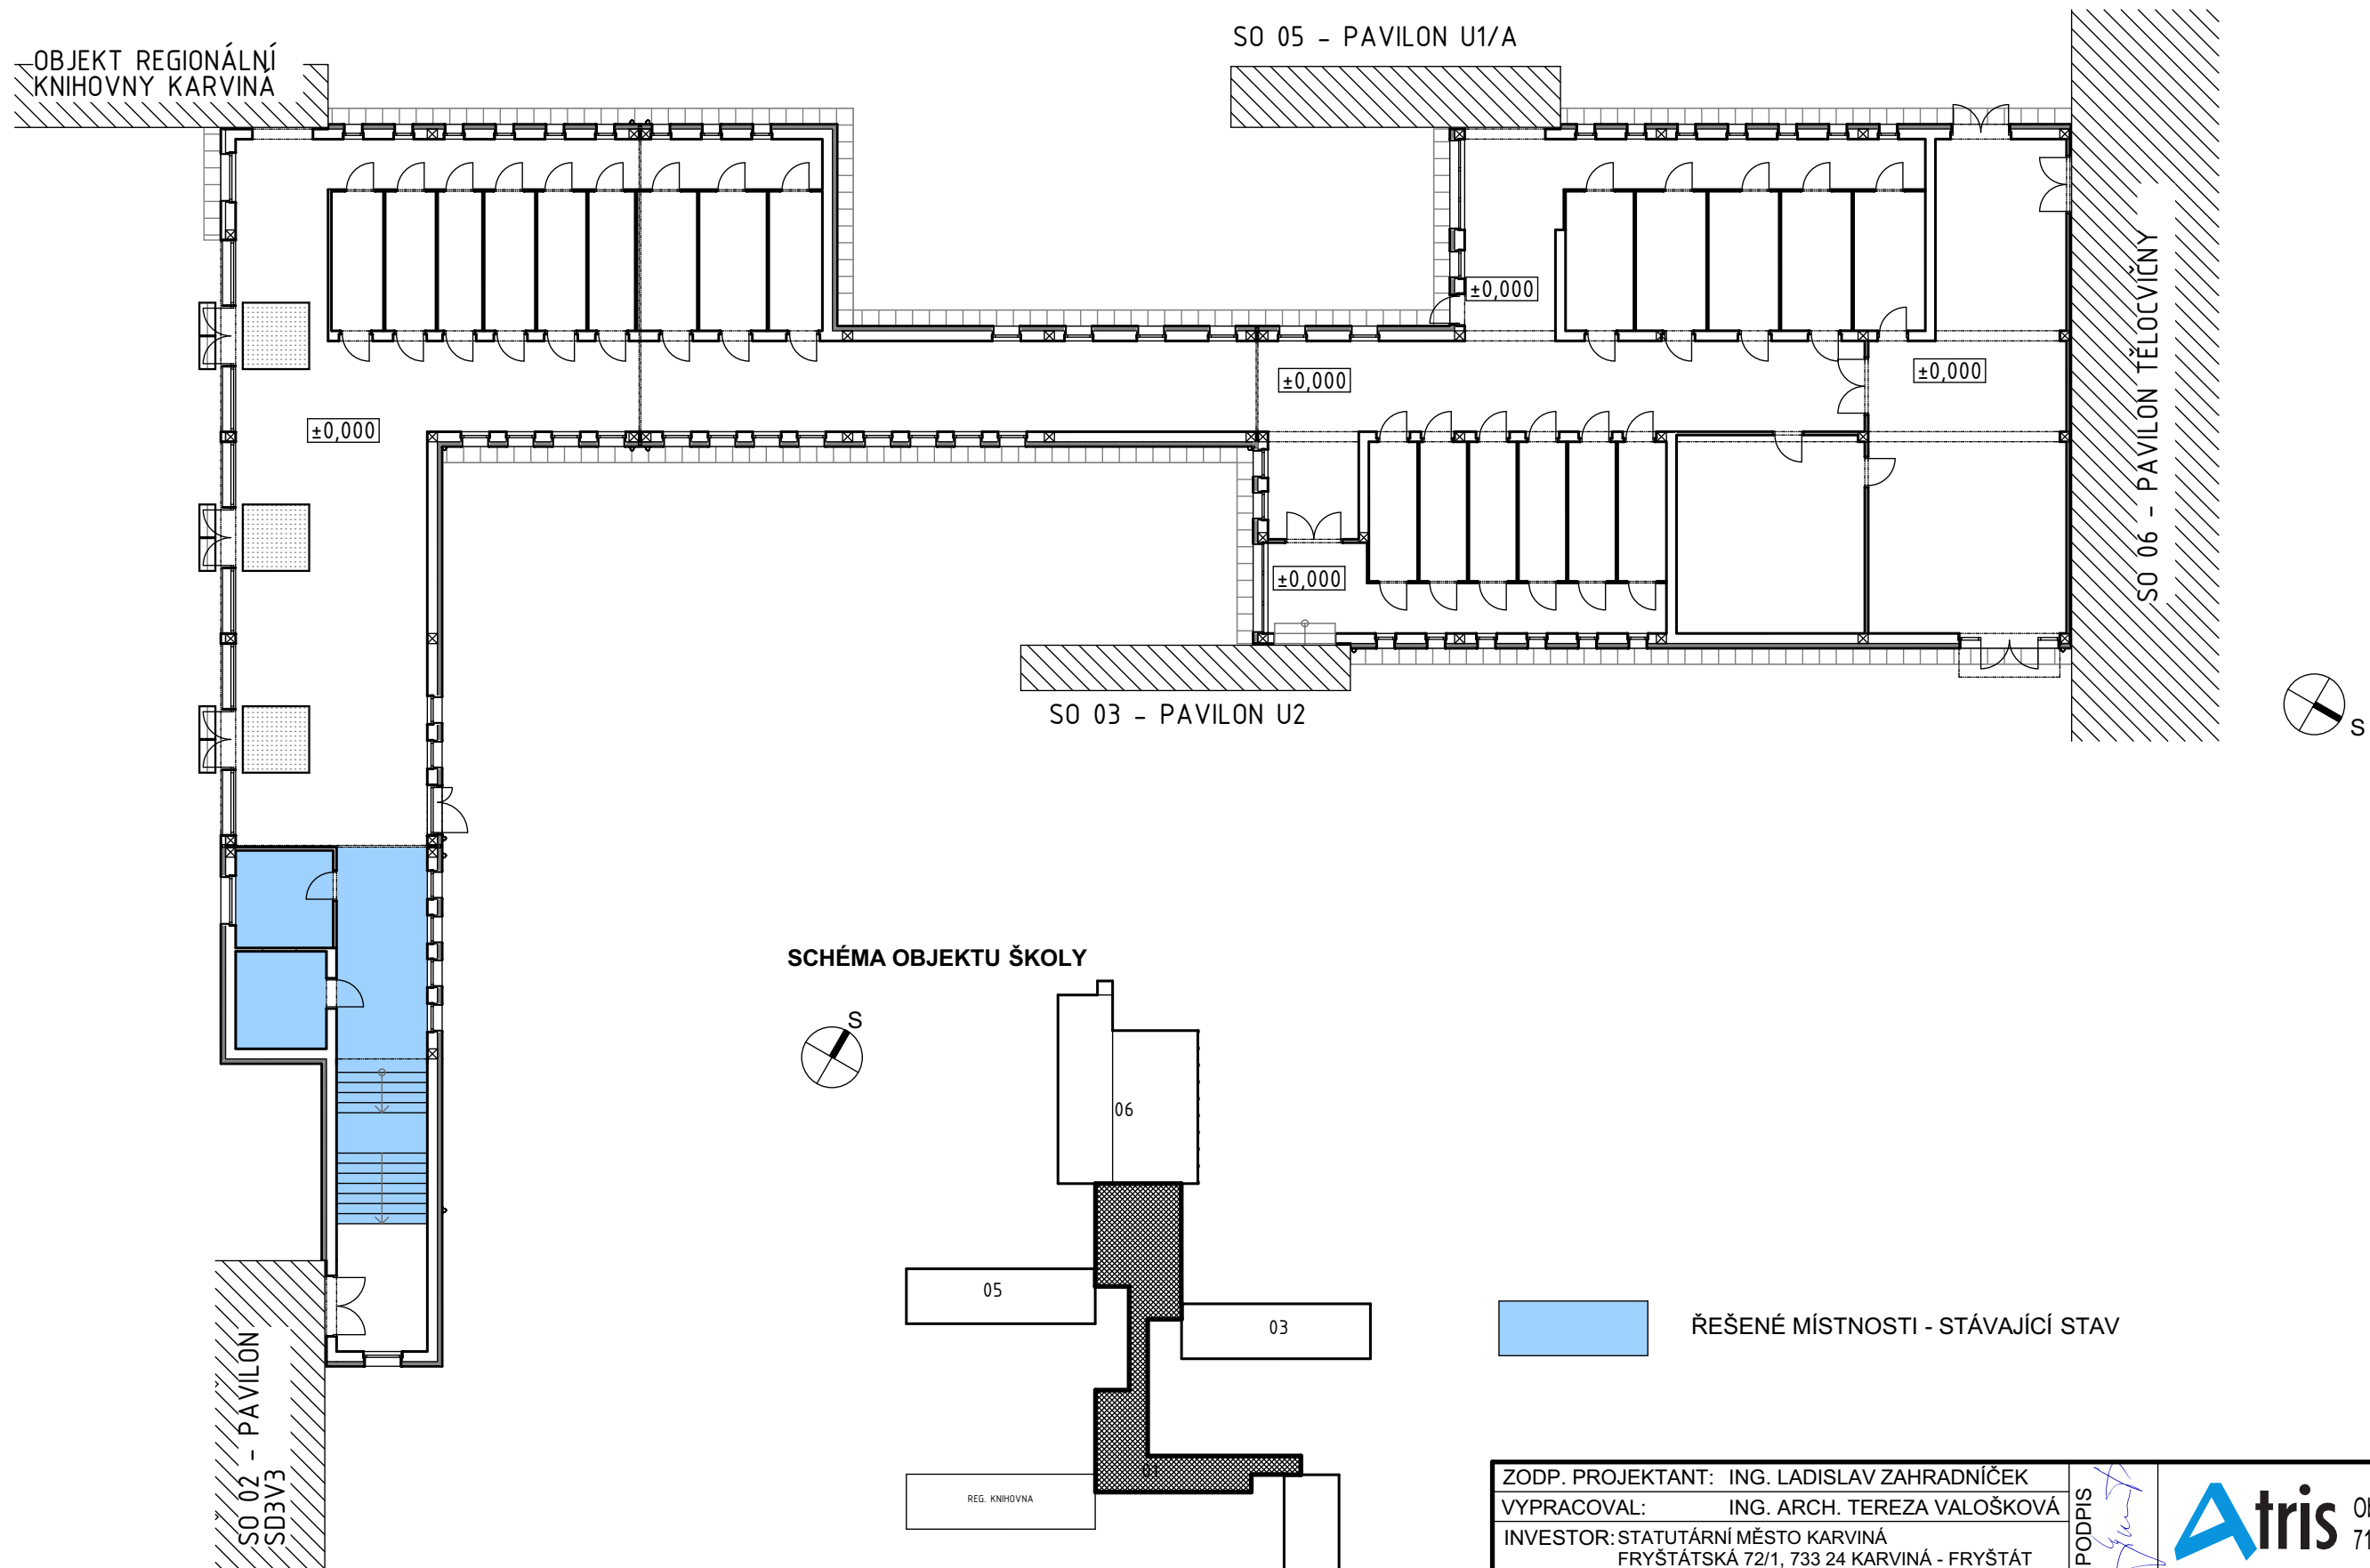 OBJEKT REGIONÁLNÍ
KNIHOVNY KARVINÁ
SO 05 - PAVILON U1/A
±0,000
±0,000
±0,000
±0,000
±0,000
SO 06 - PAVILON TĚLOCVIČNY
SO 03 - PAVILON U2
S
SCHÉMA OBJEKTU ŠKOLY
S
06
05
03
01
REG. KNIHOVNA
ŘEŠENÉ MÍSTNOSTI - STÁVAJÍCÍ STAV
SO 02 - PAVILON
SD3V3
ZODP. PROJEKTANT: ING. LADISLAV ZAHRADNÍČEK
VYPRACOVAL: ING. ARCH. TEREZA VALOŠKOVÁ
INVESTOR: STATUTÁRNÍ MĚSTO KARVINÁ
FRYŠTÁTSKÁ 72/1, 733 24 KARVINÁ - FRYŠTÁT
PODPIS
Atris
71